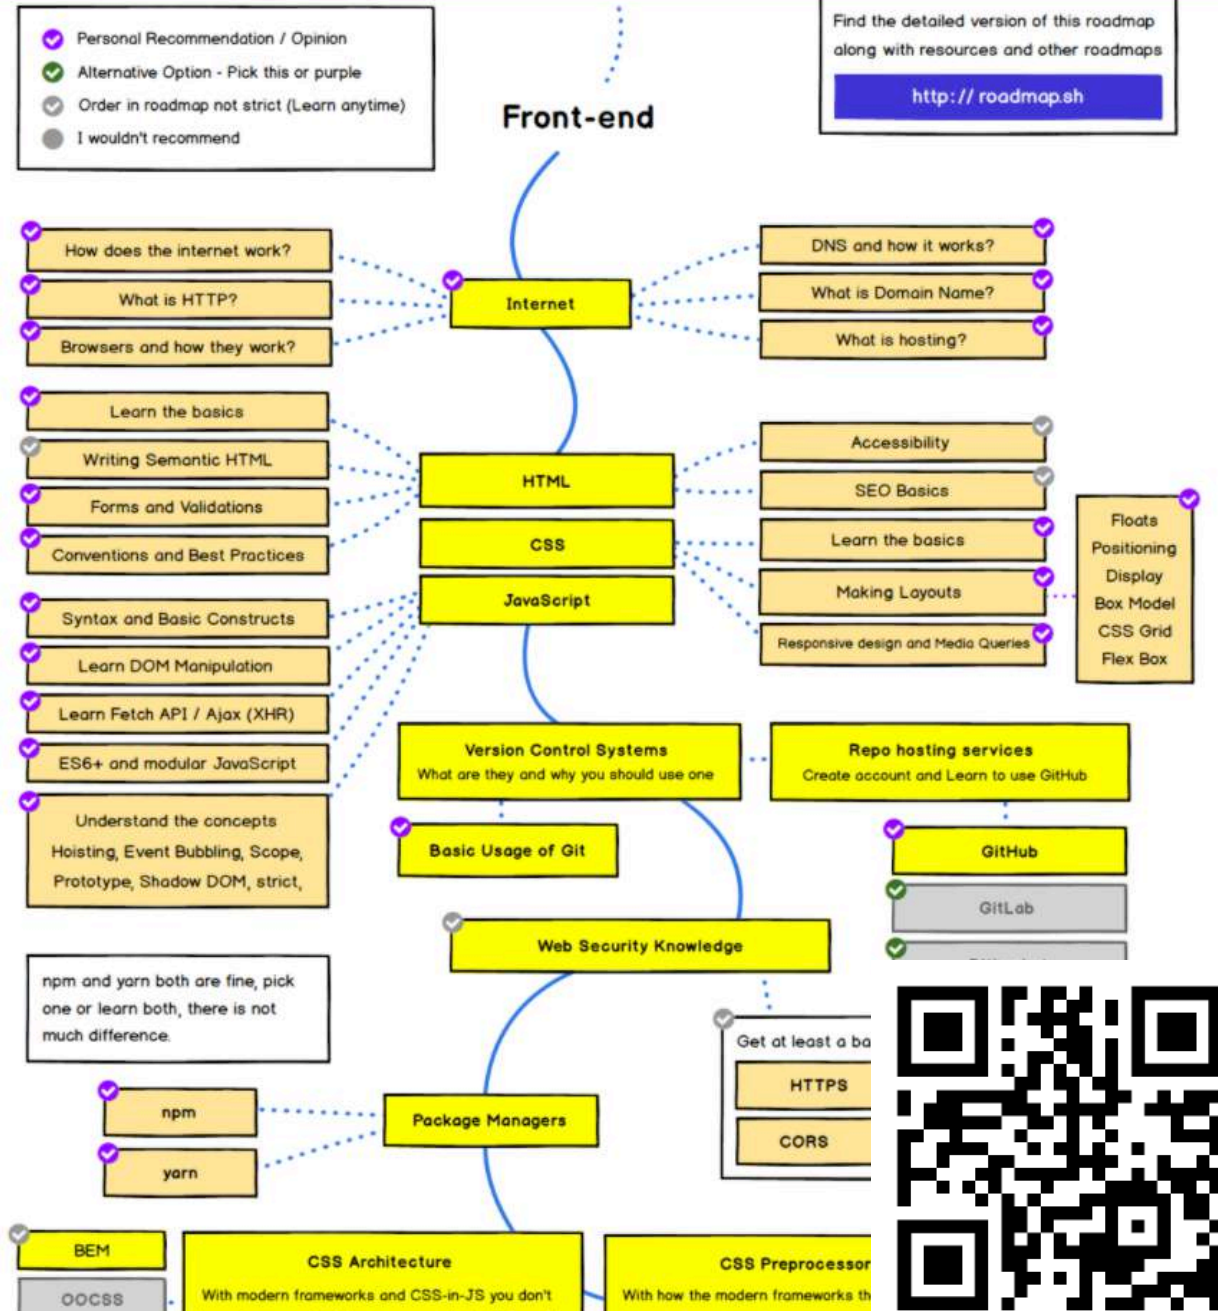 Personal Recommendation / Opinion
Alternative Option - Pick this or purple
Order in roadmap not strict (Learn anytime)
I wouldn't recommend
Find the detailed version of this roadmap
along with resources and other roadmaps
http:// roadmap.sh
Front-end
How does the internet work?
What is HTTP?
Browsers and how they work?
Internet
DNS and how it works?
What is Domain Name?
What is hosting?
Learn the basics
Writing Semantic HTML
Forms and Validations
Conventions and Best Practices
HTML
CSS
JavaScript
Accessibility
SEO Basics
Learn the basics
Making Layouts
Responsive design and Media Queries
Floats
Positioning
Display
Box Model
CSS Grid
Flex Box
Syntax and Basic Constructs
Learn DOM Manipulation
Learn Fetch API / Ajax (XHR)
ES6+ and modular JavaScript
Understand the concepts
Hoisting, Event Bubbling, Scope,
Prototype, Shadow DOM, strict,
Version Control Systems
What are they and why you should use one
Repo hosting services
Create account and Learn to use GitHub
Basic Usage of Git
GitHub
GitLab
Web Security Knowledge
npm and yarn both are fine, pick
one or learn both, there is not
much difference.
Get at least a ba
HTTPS
CORS
npm
yarn
Package Managers
BEM
OOCSS
CSS Architecture
With modern frameworks and CSS-in-JS you don't
CSS Preprocessor
With how the modern frameworks th